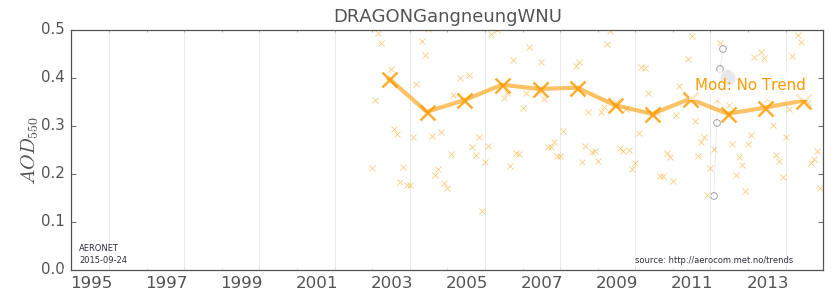 DRAGONGangneungWNU
0.5
0.4
0.3
0.2
0.1
0.0
AOD550
Mod: No Trend
AERONET
2015-09-24
source: http://aerocom.met.no/trends
1995 1997 1999 2001 2003 2005 2007 2009 2011 2013